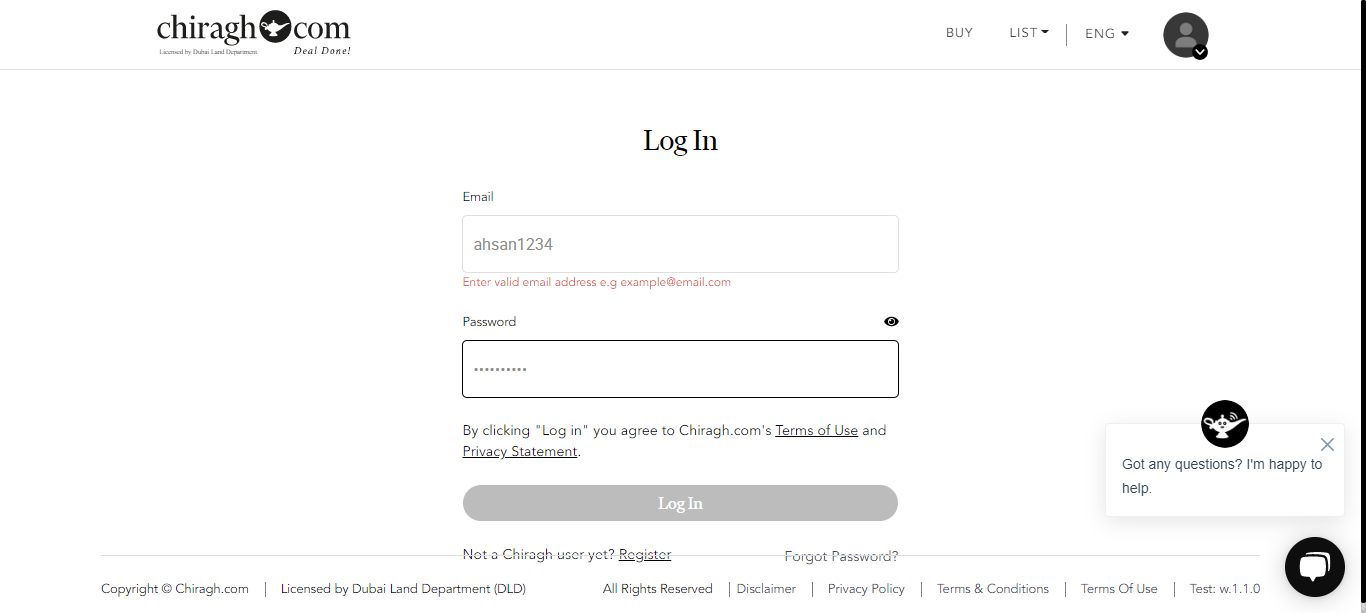 chiragh com
Licensed by Dubai Land Department
Deal Done!
BUY
LIST
ENG
Log In
Email
ahsan1234
Enter valid email address e.g example@email.com
Password
••••••••••
By clicking "Log in" you agree to Chiragh.com's Terms of Use and
Privacy Statement.
Log In
Not a Chiragh user yet? Register
Forgot Password?
Got any questions? I'm happy to
help.
Copyright © Chiragh.com
Licensed by Dubai Land Department (DLD)
All Rights Reserved
Disclaimer
Privacy Policy
Terms & Conditions
Terms Of Use
Test: w.1.1.0